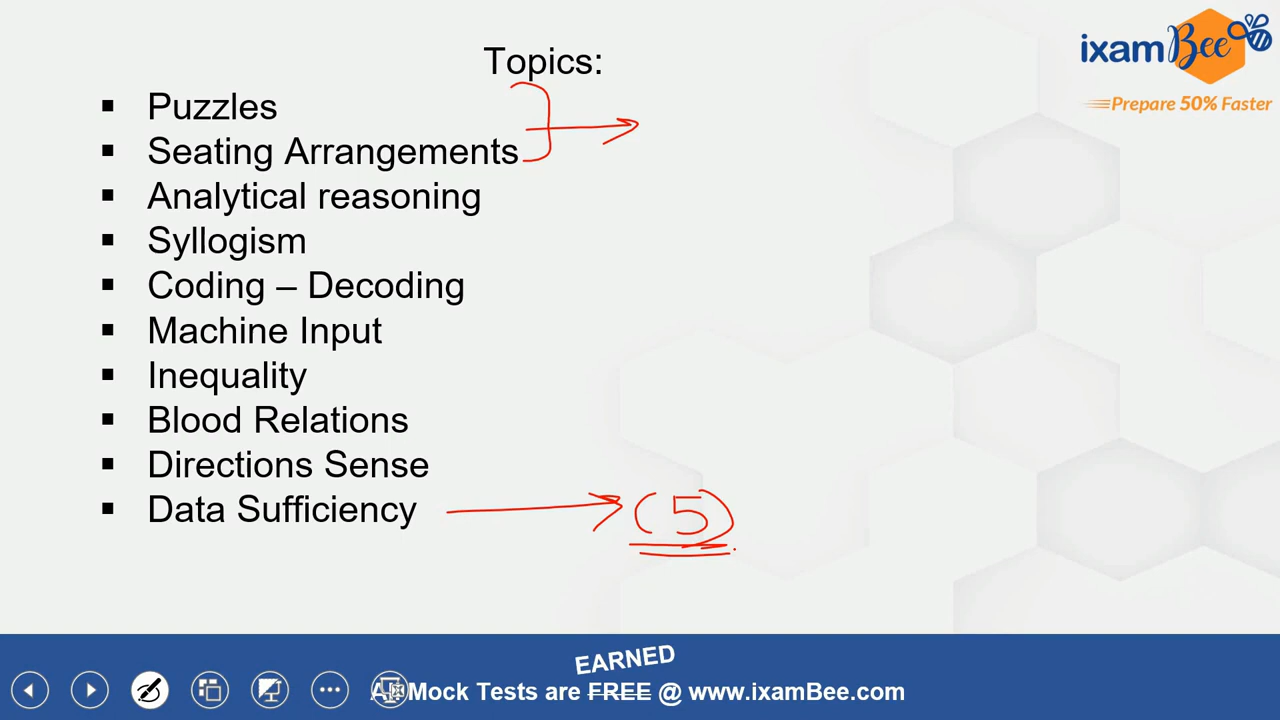 ixamBee
Prepare 50% Faster
Topics:
▪ Puzzles
▪ Seating Arrangements
▪ Analytical reasoning
▪ Syllogism
▪ Coding – Decoding
▪ Machine Input
▪ Inequality
▪ Blood Relations
▪ Directions Sense
▪ Data Sufficiency (5)
EARNED
Mock Tests are FREE @ www.ixamBee.com